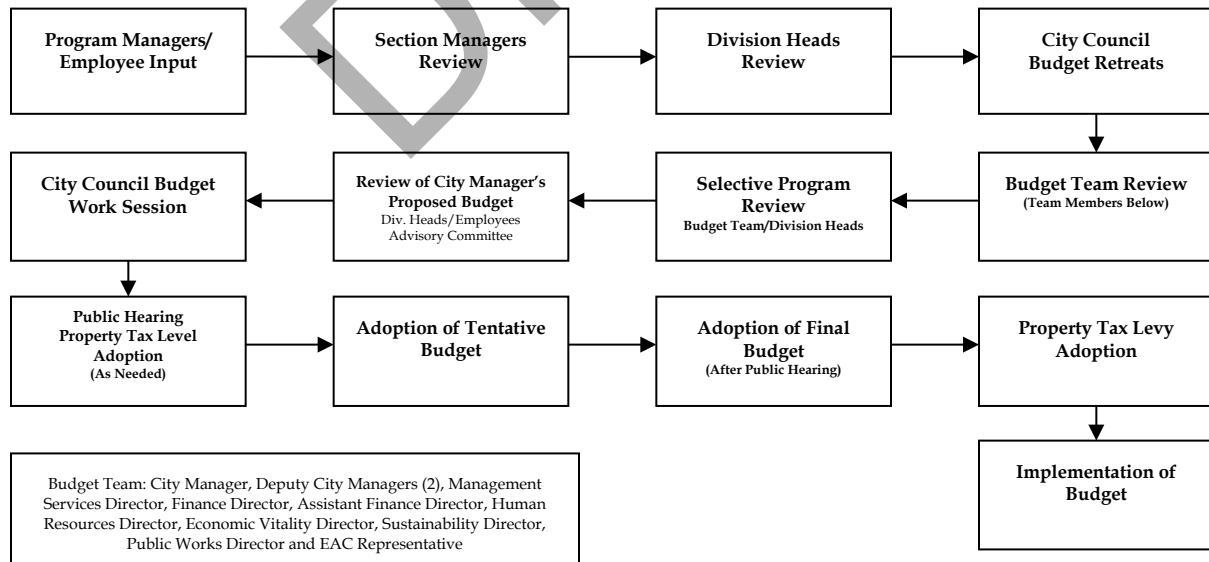 Program Managers/
Employee Input
Section Managers
Review
Division Heads
Review
City Council
Budget Retreats
Budget Team Review
(Team Members Below)
Selective Program
Review
Budget Team/Division Heads
Review of City Manager's
Proposed Budget
Div. Heads/Employees
Advisory Committee
City Council Budget
Work Session
Public Hearing
Property Tax Level
Adoption
(As Needed)
Adoption of Tentative
Budget
Adoption of Final
Budget
(After Public Hearing)
Property Tax Levy
Adoption
Implementation of
Budget
Budget Team: City Manager, Deputy City Managers (2), Management
Services Director, Finance Director, Assistant Finance Director, Human
Resources Director, Economic Vitality Director, Sustainability Director,
Public Works Director and EAC Representative